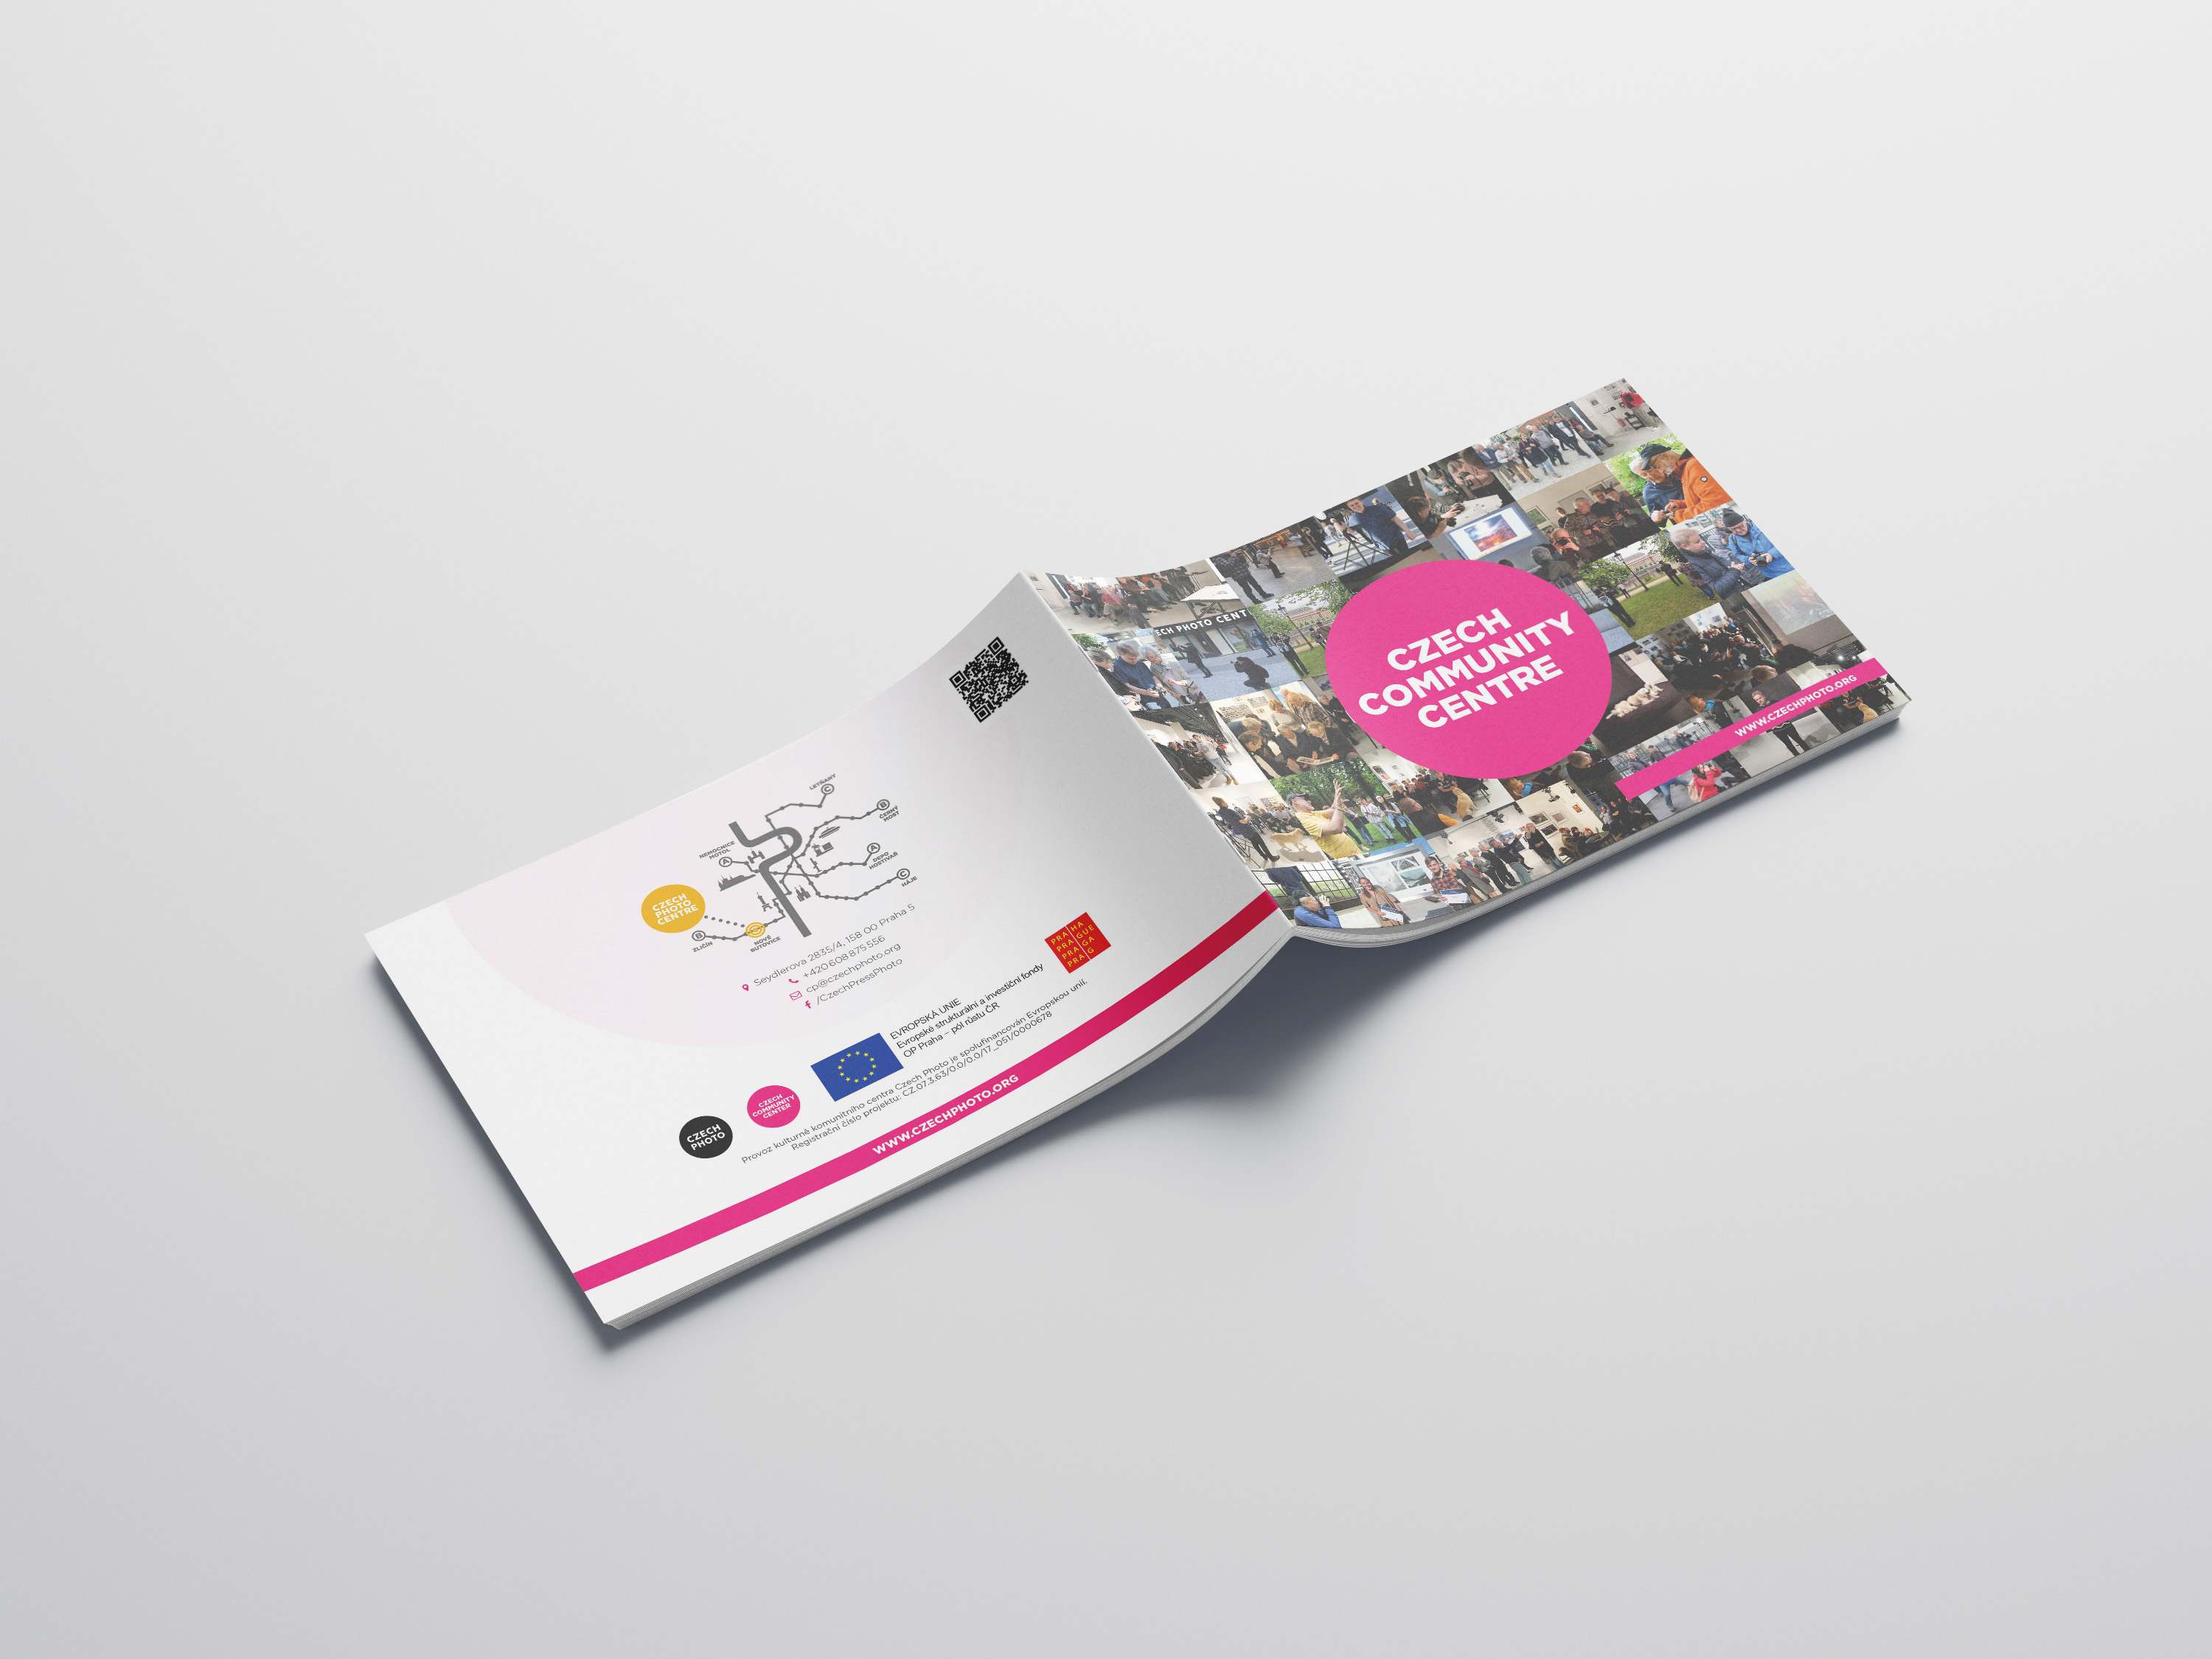 CZECH
COMMUNITY
CENTRE
WWW.CZECHPHOTO.ORG
ECH PHOTO CENT
LETŇANY
C
B
ČERNÝ
MOST
NEMOCNICE
MOTOL
A
A
DEPO
HOSTIVAŘ
C
HÁJE
CZECH
PHOTO
CENTRE
B
ZLIČÍN
NOVÉ
BUTOVICE
Seydlerova 2835/4, 158 00 Praha 5
+420 608 875 556
cp@czechphoto.org
/CzechPressPhoto
PRAHA
PRAGUE
PRAGA
PRAG
EVROPSKÁ UNIE
Evropské strukturální a investiční fondy
OP Praha – pól růstu ČR
CZECH
COMMUNITY
CENTER
CZECH
PHOTO
Provoz kulturně komunitního centra Czech Photo je spolufinancován Evropskou unií.
Registrační číslo projektu: CZ.07.3.63/0.0/0.0/17_051/0000678
WWW.CZECHPHOTO.ORG